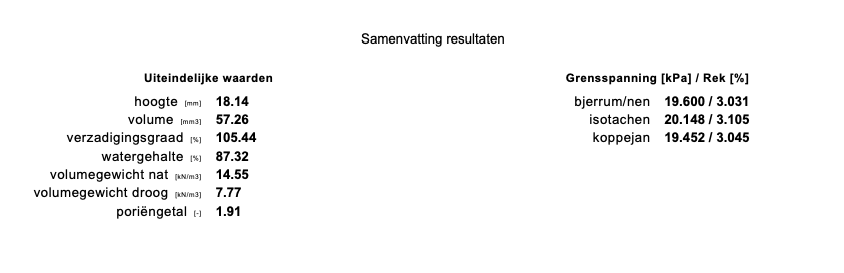 Samenvatting resultaten
Uiteindelijke waarden
hoogte [mm] 18.14
volume [mm3] 57.26
verzadigingsgraad [%] 105.44
watergehalte [%] 87.32
volumegewicht nat [kN/m3] 14.55
volumegewicht droog [kN/m3] 7.77
poriëngetal [-] 1.91
Grensspanning [kPa] / Rek [%]
bjerrum/nen 19.600 / 3.031
isotachen 20.148 / 3.105
koppejan 19.452 / 3.045